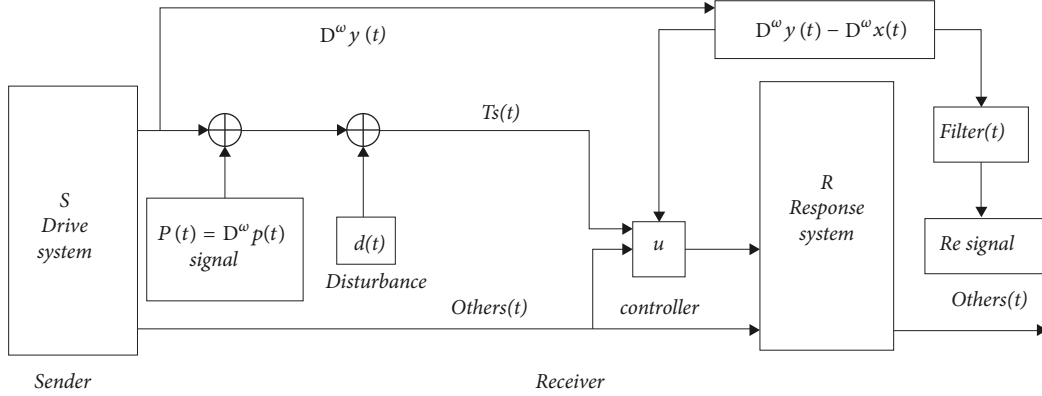 D^ω y (t)
D^ω y (t) − D^ω x(t)
Ts(t)
Filter(t)
S
Drive
system
P (t) = D^ω p(t)
signal
d(t)
Disturbance
u
R
Response
system
Re signal
Others(t)
controller
Others(t)
Sender
Receiver